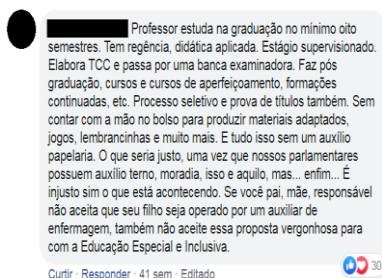 Professor estuda na graduação no mínimo oito
semestres. Tem regência, didática aplicada. Estágio supervisionado.
Elabora TCC e passa por uma banca examinadora. Faz pós
graduação, cursos e cursos de aperfeiçoamento, formações
continuadas, etc. Processo seletivo e prova de títulos também. Sem
contar com a mão no bolso para produzir materiais adaptados,
jogos, lembrancinhas e muito mais. E tudo isso sem um auxílio
papelaria. O que seria justo, uma vez que nossos parlamentares
possuem auxílio terno, moradia, isso e aquilo, mas... enfim... É
injusto sim o que está acontecendo. Se você pai, mãe, responsável
não aceita que seu filho seja operado por um auxiliar de
enfermagem, também não aceite essa proposta vergonhosa para
com a Educação Especial e Inclusiva.
Curtir · Responder · 41 sem · Editado
30